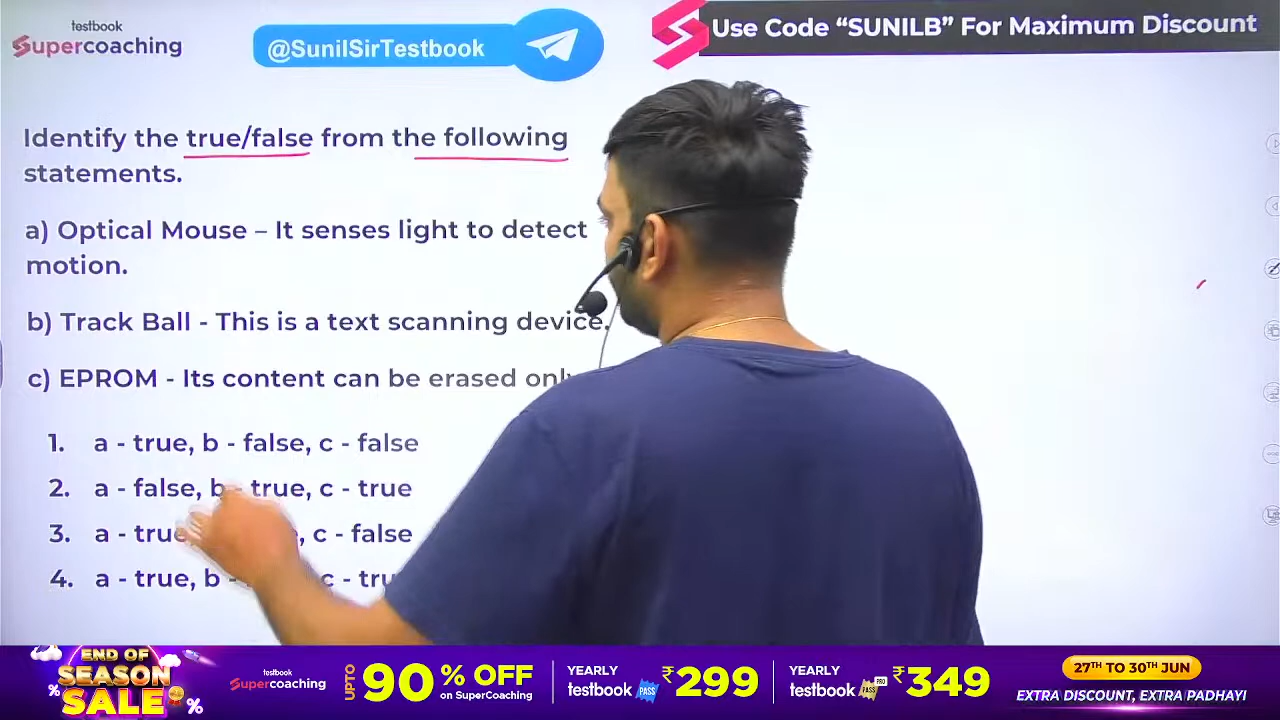 testbook
Supercoaching
@SunilSirTestbook
Use Code “SUNILB” For Maximum Discount
Identify the true/false from the following
statements.
a) Optical Mouse – It senses light to detect
motion.
b) Track Ball - This is a text scanning device.
c) EPROM - Its content can be erased only
1. a - true, b - false, c - false
2. a - false, b - true, c - true
3. a - true, c - false
4. a - true, b - c - true
END OF
SEASON
SALE
testbook
Supercoaching
UPTO 90% OFF
on SuperCoaching
YEARLY
testbook PASS
₹299
YEARLY
testbook PASS PRO
₹349
27TH TO 30TH JUN
EXTRA DISCOUNT, EXTRA PADHAYI